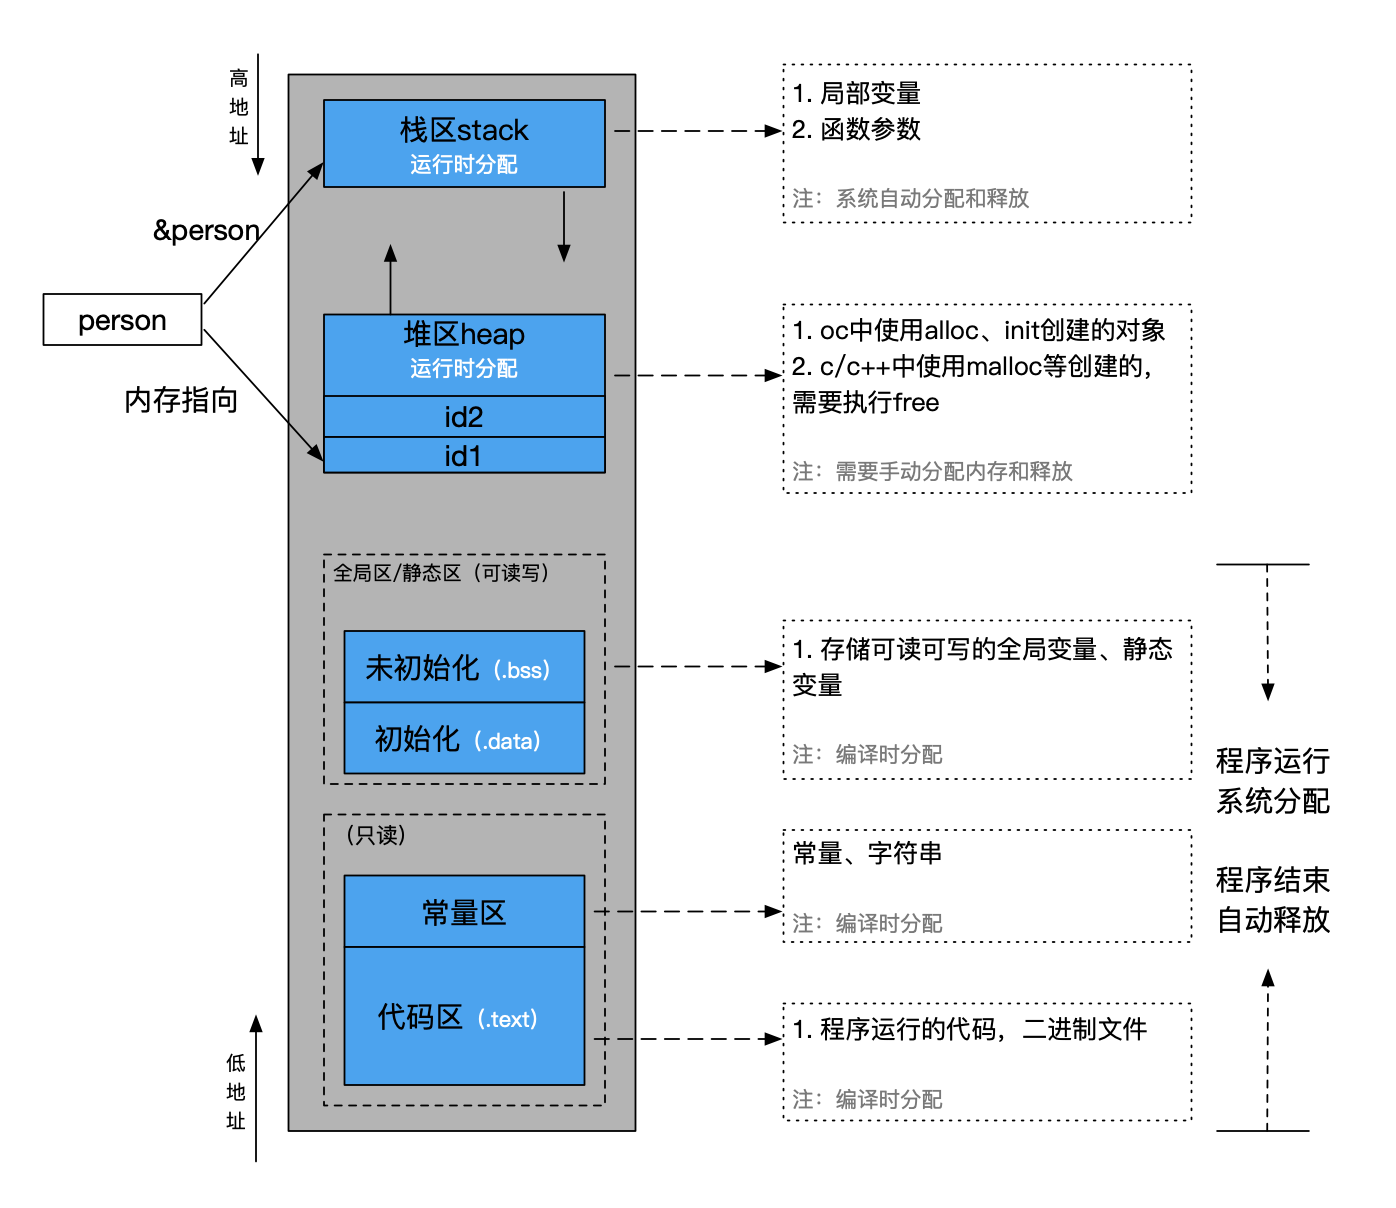 高
地
址
栈区stack
运行时分配
1. 局部变量
2. 函数参数
注：系统自动分配和释放
&person
person
内存指向
堆区heap
运行时分配
id2
id1
1. oc中使用alloc、init创建的对象
2. c/c++中使用malloc等创建的，
需要执行free
注：需要手动分配内存和释放
全局区/静态区（可读写）
未初始化（.bss）
初始化（.data）
1. 存储可读可写的全局变量、静态
变量
注：编译时分配
（只读）
常量区
代码区（.text）
常量、字符串
注：编译时分配
1. 程序运行的代码，二进制文件
注：编译时分配
程序运行
系统分配
程序结束
自动释放
低
地
址